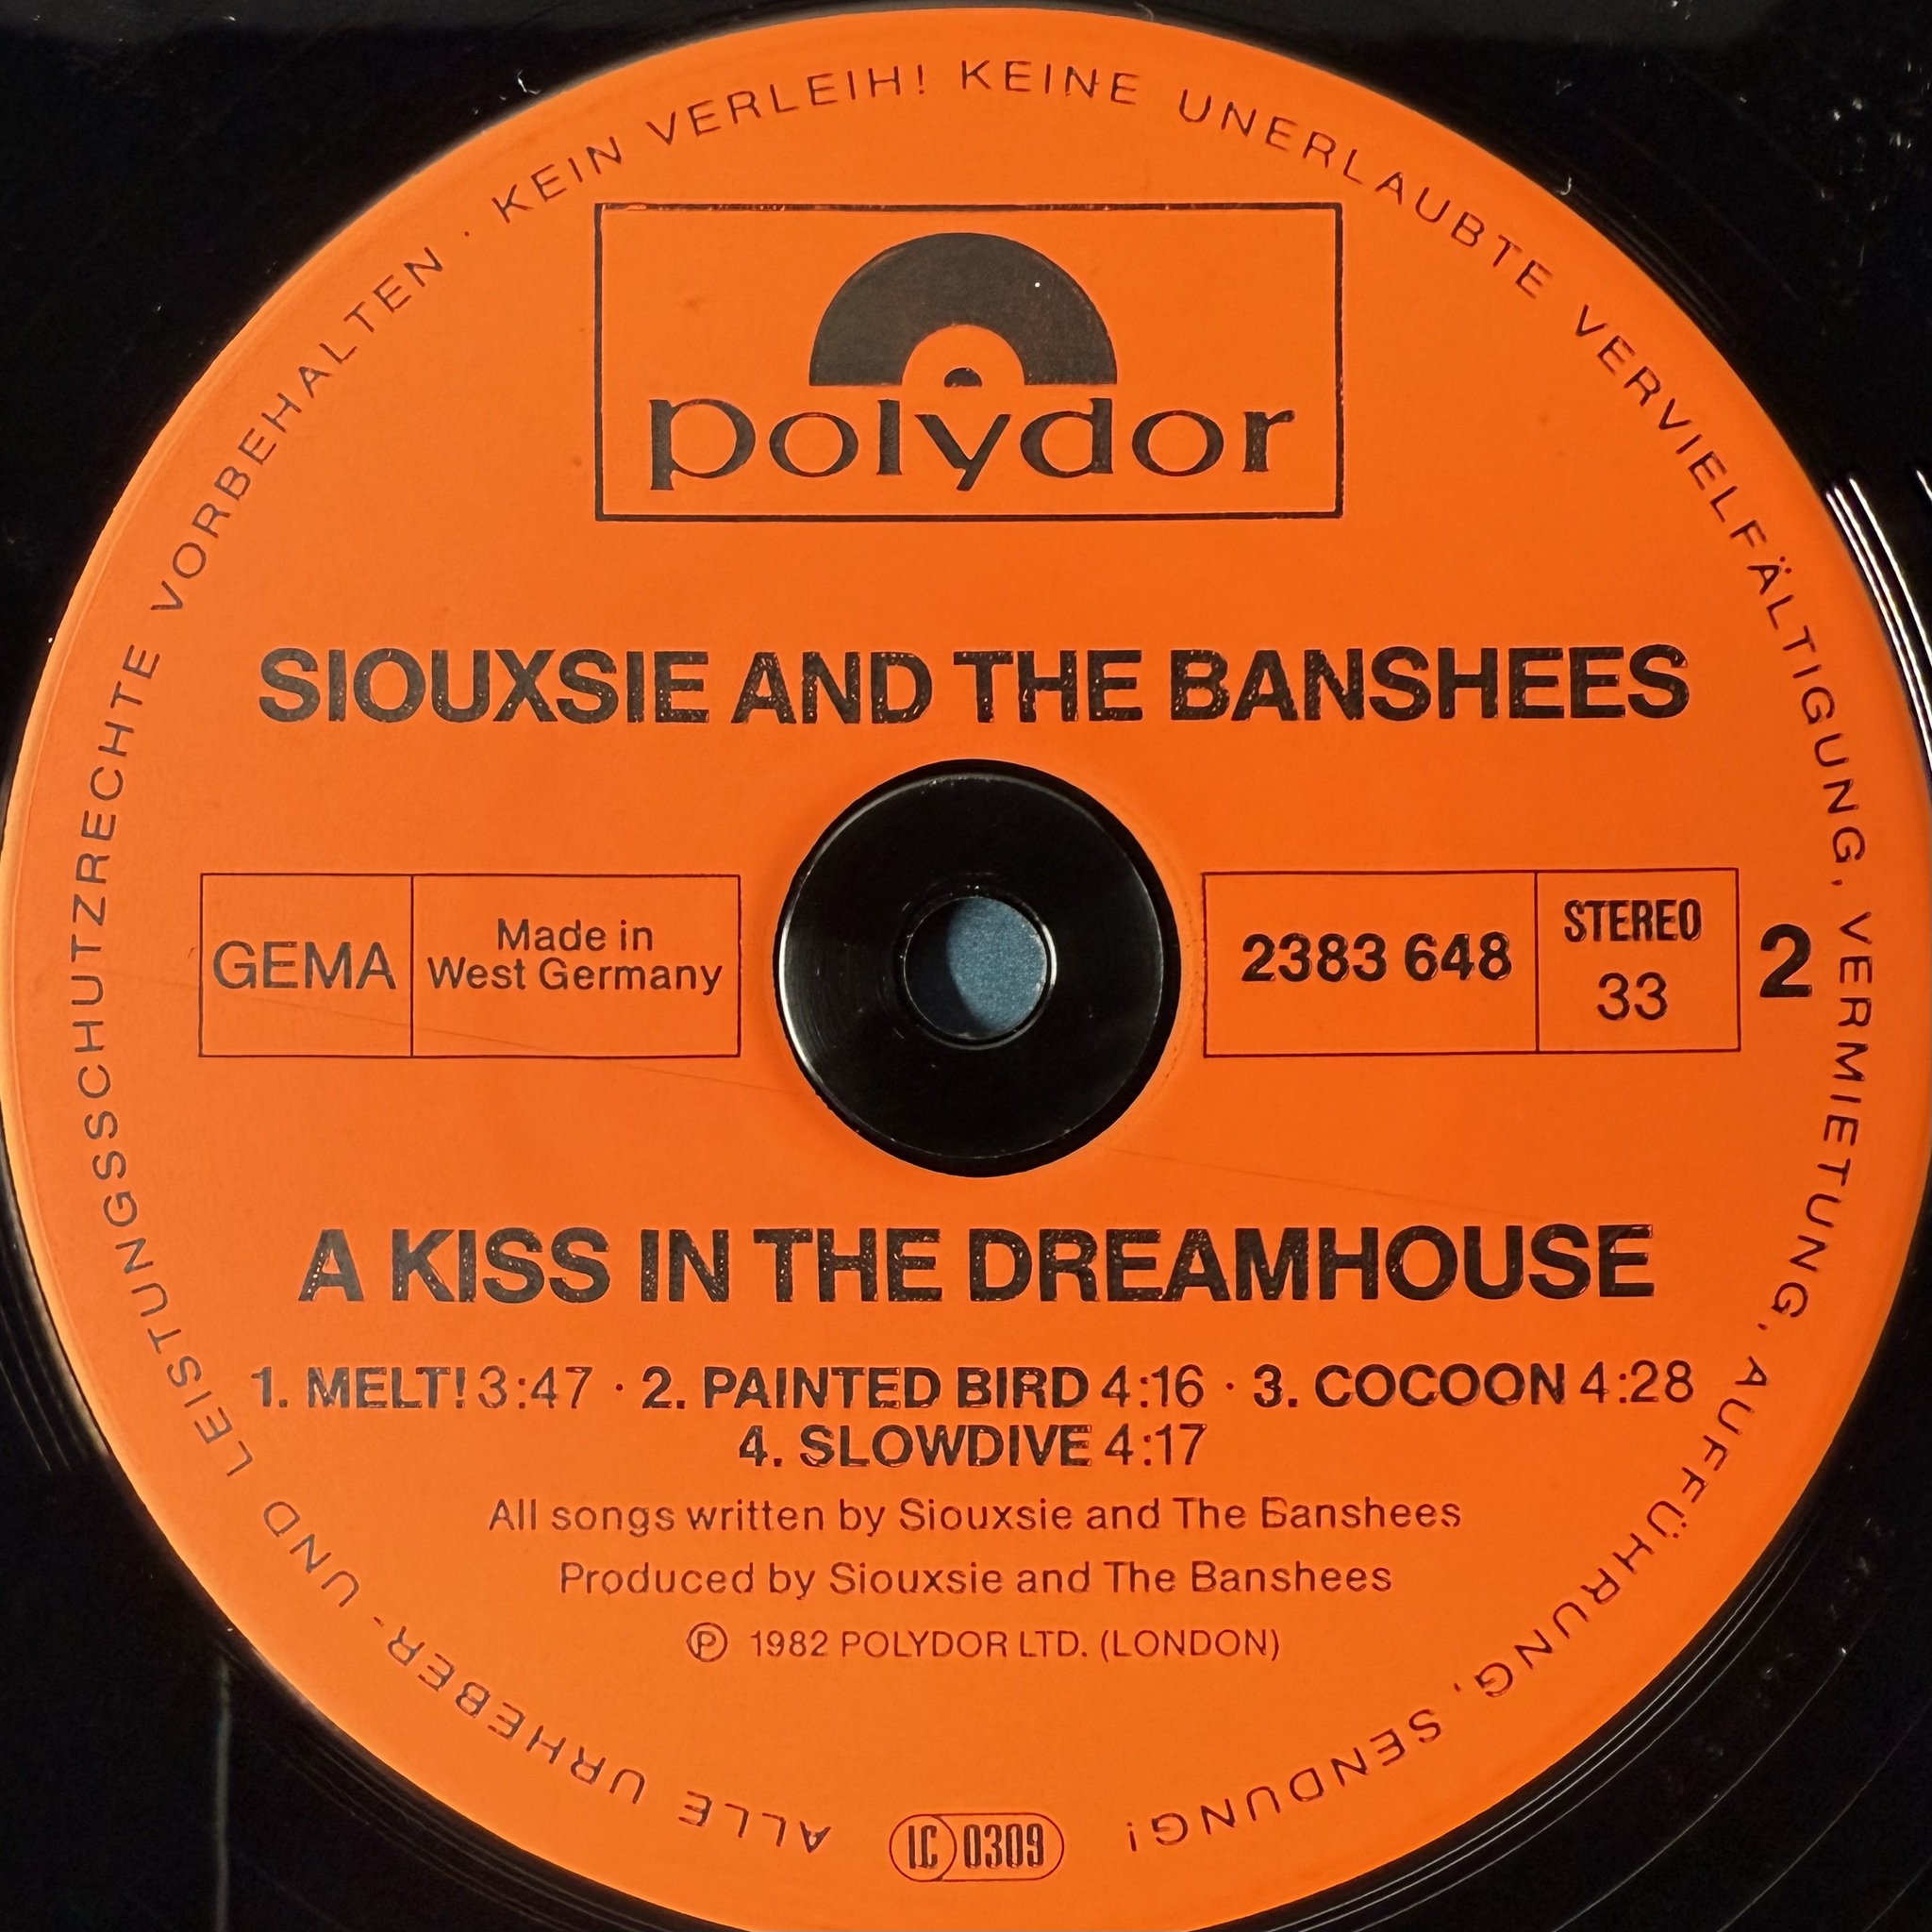 ALLE URHEBER- UND LEISTUNGSSCHUTZRECHTE VORBEHALTEN · KEIN VERLEIH! KEINE UNERLAUBTE VERVIELFÄLTIGUNG, VERMIETUNG, AUFFÜHRUNG, SENDUNG!
polydor
SIOUXSIE AND THE BANSHEES
GEMA
Made in
West Germany
2383 648
STEREO
33
2
A KISS IN THE DREAMHOUSE
1. MELT! 3:47 · 2. PAINTED BIRD 4:16 · 3. COCOON 4:28
4. SLOWDIVE 4:17
All songs written by Siouxsie and The Banshees
Produced by Siouxsie and The Banshees
Ⓟ 1982 POLYDOR LTD. (LONDON)
LC 0309